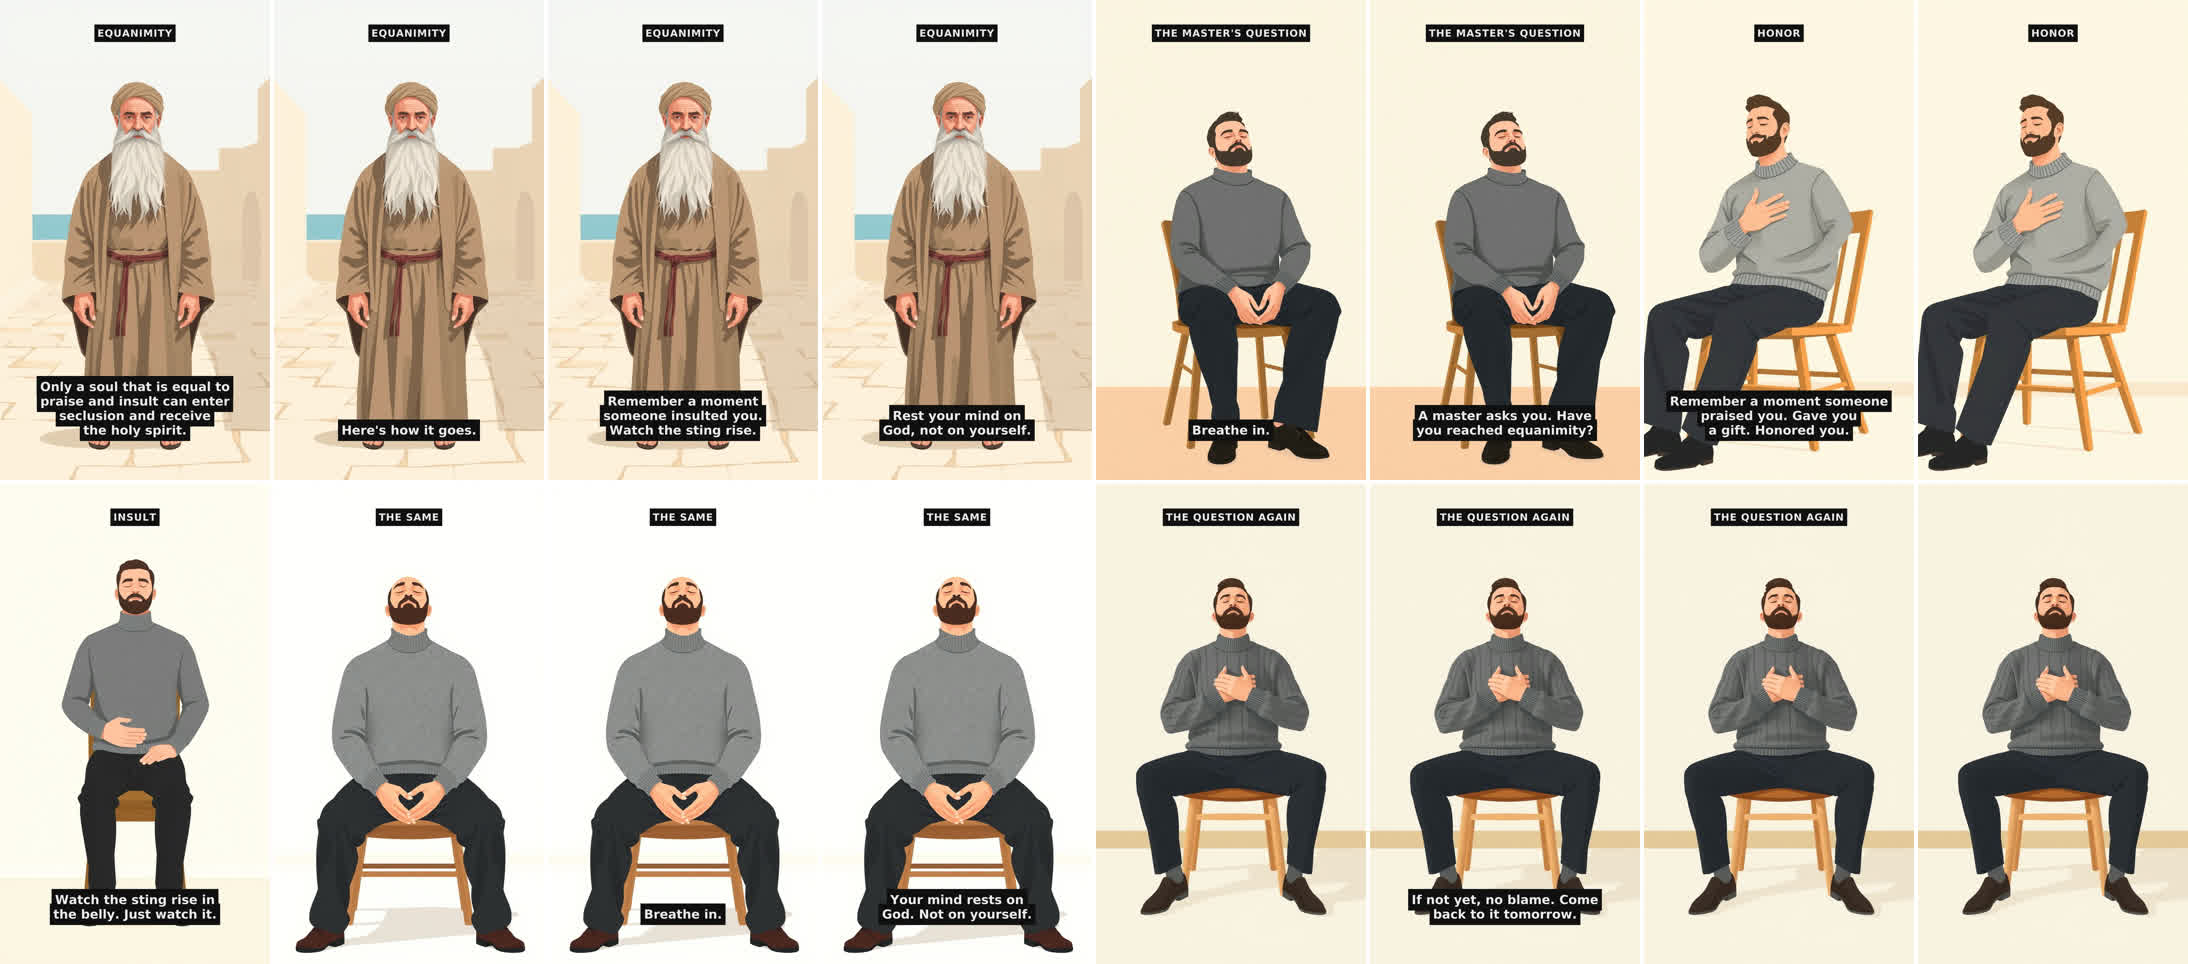 EQUANIMITY
Only a soul that is equal to
praise and insult can enter
seclusion and receive
the holy spirit.
EQUANIMITY
Here's how it goes.
EQUANIMITY
Remember a moment
someone insulted you.
Watch the sting rise.
EQUANIMITY
Rest your mind on
God, not on yourself.
THE MASTER'S QUESTION
Breathe in.
THE MASTER'S QUESTION
A master asks you. Have
you reached equanimity?
HONOR
Remember a moment someone
praised you. Gave you
a gift. Honored you.
HONOR
INSULT
Watch the sting rise in
the belly. Just watch it.
THE SAME
THE SAME
Breathe in.
THE SAME
Your mind rests on
God. Not on yourself.
THE QUESTION AGAIN
THE QUESTION AGAIN
If not yet, no blame. Come
back to it tomorrow.
THE QUESTION AGAIN